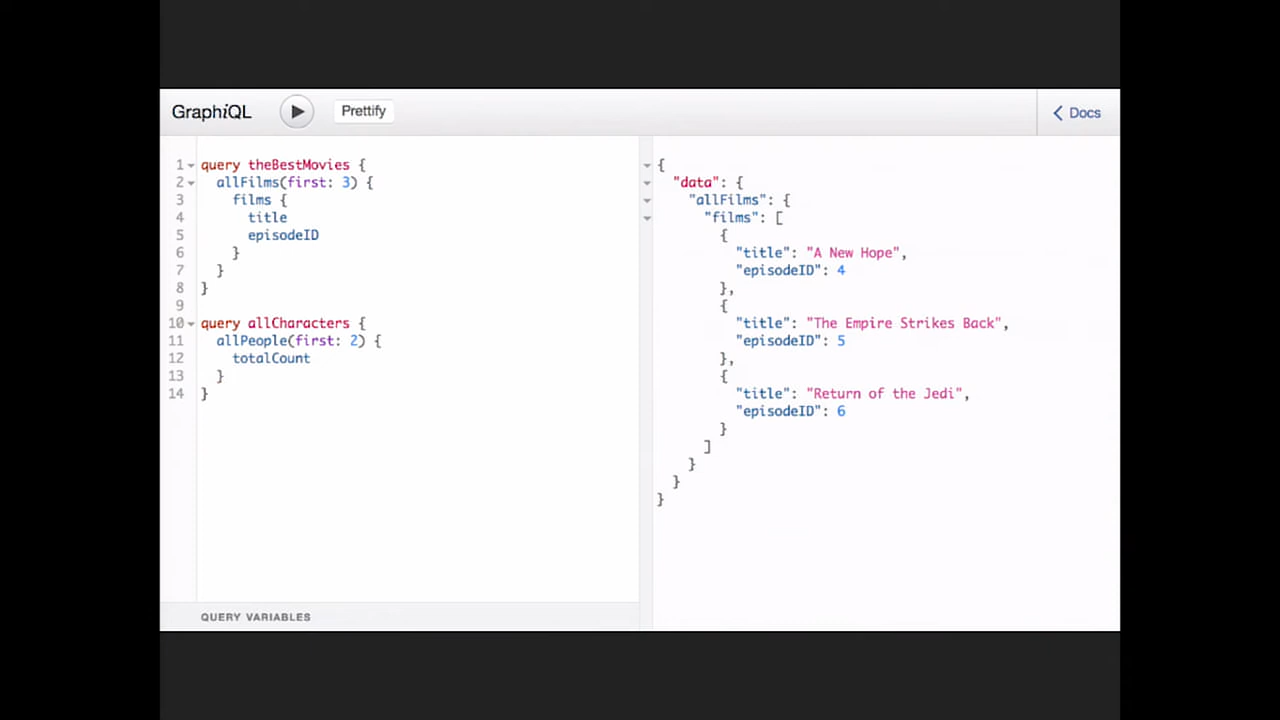 GraphiQL
Prettify
Docs
1 query theBestMovies {
2 allFilms(first: 3) {
3 films {
4 title
5 episodeID
6 }
7 }
8 }
9
10 query allCharacters {
11 allPeople(first: 2) {
12 totalCount
13 }
14 }
QUERY VARIABLES
{
"data": {
"allFilms": {
"films": [
{
"title": "A New Hope",
"episodeID": 4
},
{
"title": "The Empire Strikes Back",
"episodeID": 5
},
{
"title": "Return of the Jedi",
"episodeID": 6
}
]
}
}
}